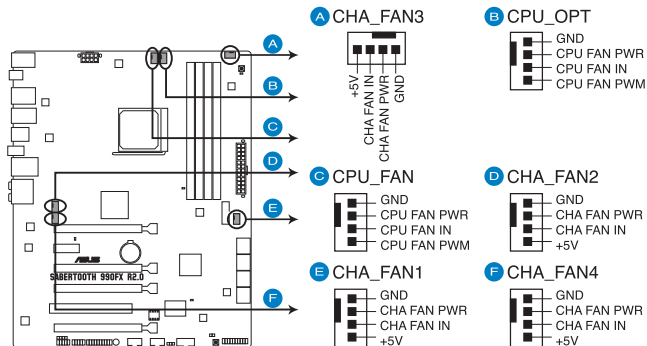 A CHA_FAN3
+5V
CHA FAN IN
CHA FAN PWR
GND
B CPU_OPT
GND
CPU FAN PWR
CPU FAN IN
CPU FAN PWM
A
B
C
D
E
F
C CPU_FAN
GND
CPU FAN PWR
CPU FAN IN
CPU FAN PWM
D CHA_FAN2
GND
CHA FAN PWR
CHA FAN IN
+5V
/ISUS
SABERTOOTH 990FX R2.0
E CHA_FAN1
GND
CHA FAN PWR
CHA FAN IN
+5V
F CHA_FAN4
GND
CHA FAN PWR
CHA FAN IN
+5V